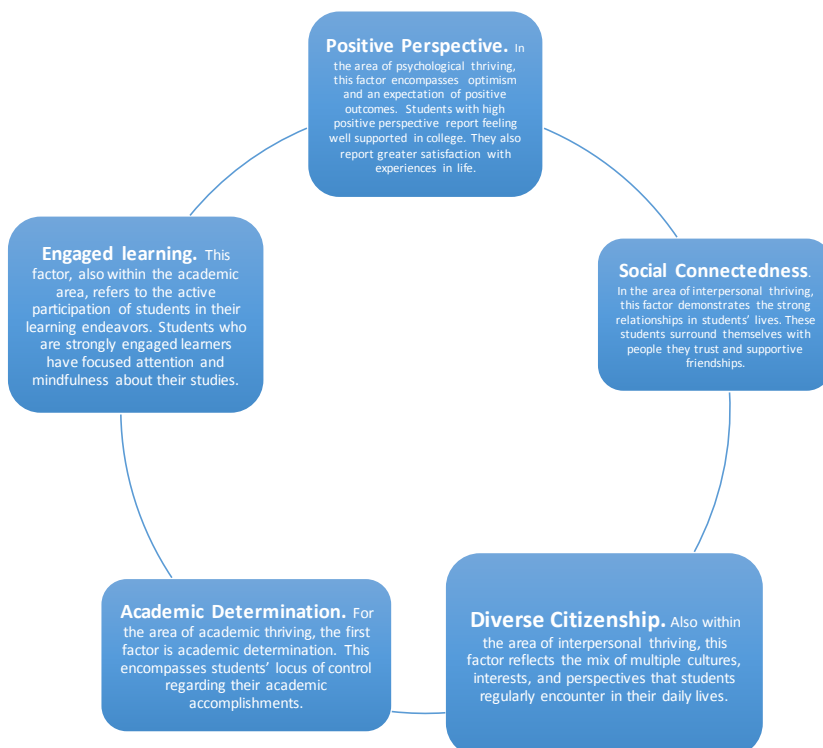 Positive Perspective. In
the area of psychological thriving,
this factor encompasses optimism
and an expectation of positive
outcomes. Students with high
positive perspective report feeling
well supported in college. They also
report greater satisfaction with
experiences in life.
Social Connectedness.
In the area of interpersonal thriving,
this factor demonstrates the strong
relationships in students' lives. These
students surround themselves with
people they trust and supportive
friendships.
Diverse Citizenship. Also within
the area of interpersonal thriving, this
factor reflects the mix of multiple cultures,
interests, and perspectives that students
regularly encounter in their daily lives.
Academic Determination. For
the area of academic thriving, the first
factor is academic determination. This
encompasses students' locus of control
regarding their academic
accomplishments.
Engaged learning. This
factor, also within the academic
area, refers to the active
participation of students in their
learning endeavors. Students who
are strongly engaged learners
have focused attention and
mindfulness about their studies.